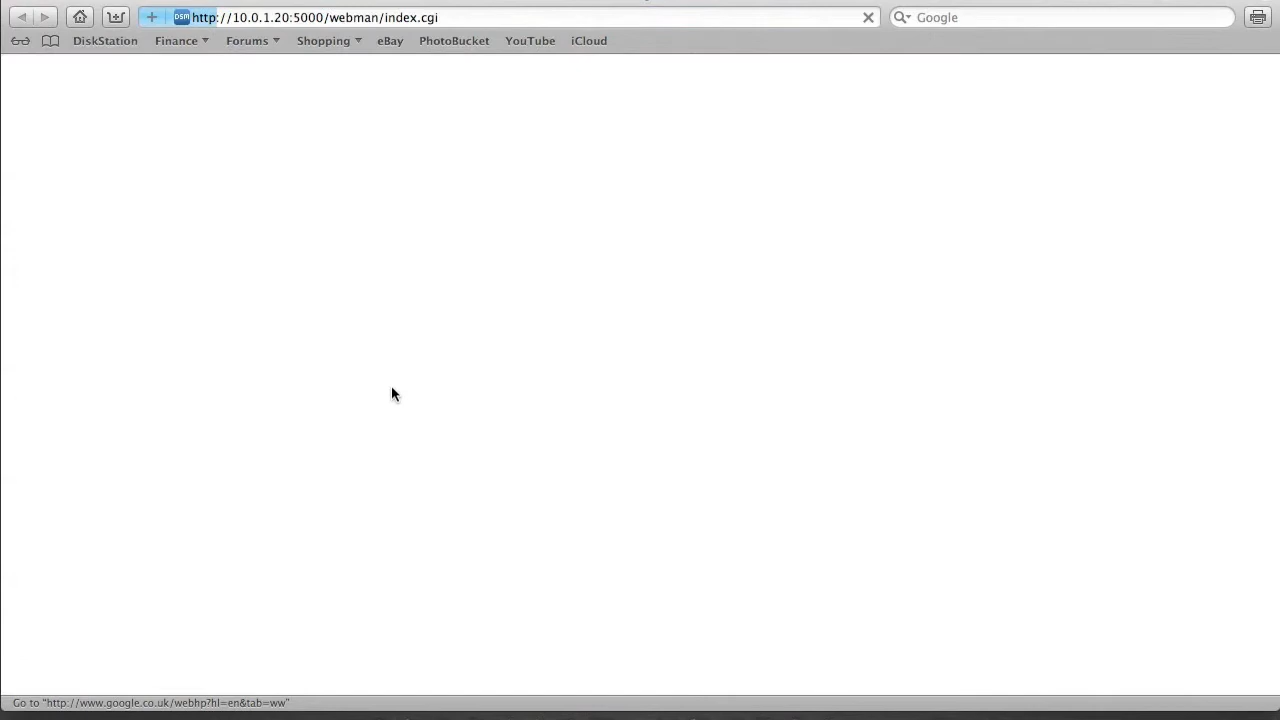 DSM http://10.0.1.20:5000/webman/index.cgi Google
DiskStation Finance Forums Shopping eBay PhotoBucket YouTube iCloud
Go to "http://www.google.co.uk/webhp?hl=en&tab=ww"